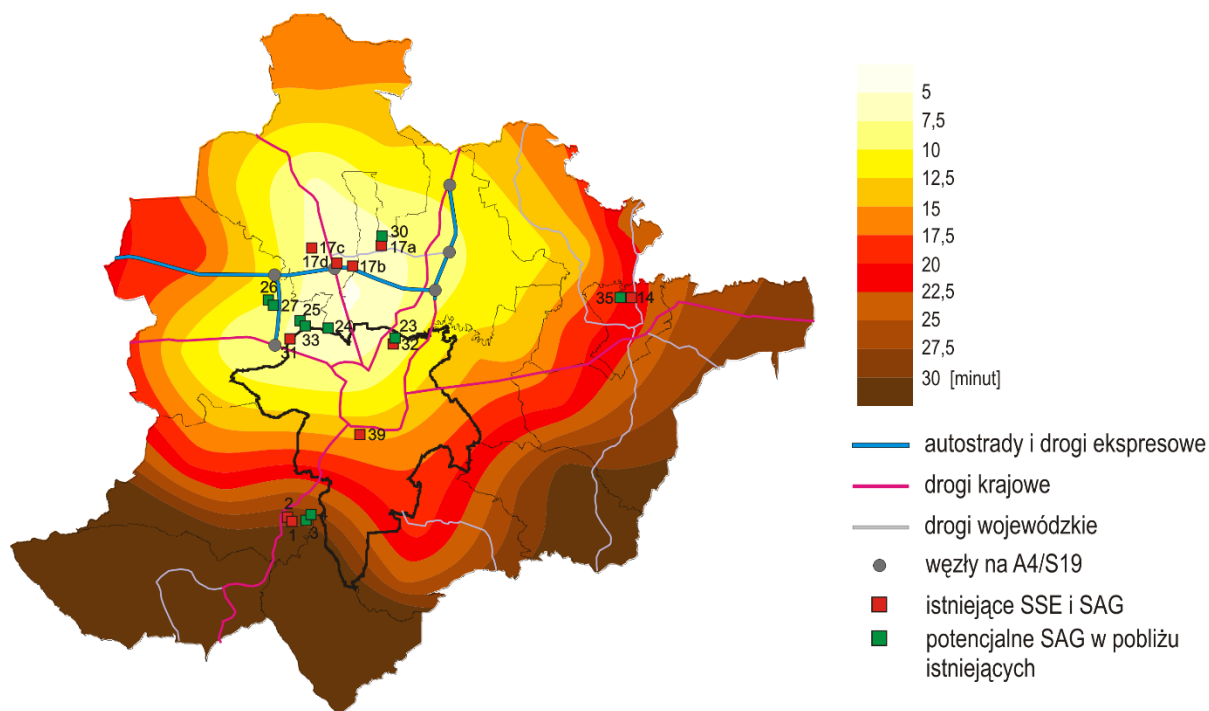 5
7,5
10
12,5
15
17,5
20
22,5
25
27,5
30 [minut]
30
17c
17a
17d
17b
26
27
25
24
23
33
32
31
35
14
39
2
1
3
autostrady i drogi ekspresowe
drogi krajowe
drogi wojewódzkie
węzły na A4/S19
istniejące SSE i SAG
potencjalne SAG w pobliżu
istniejących